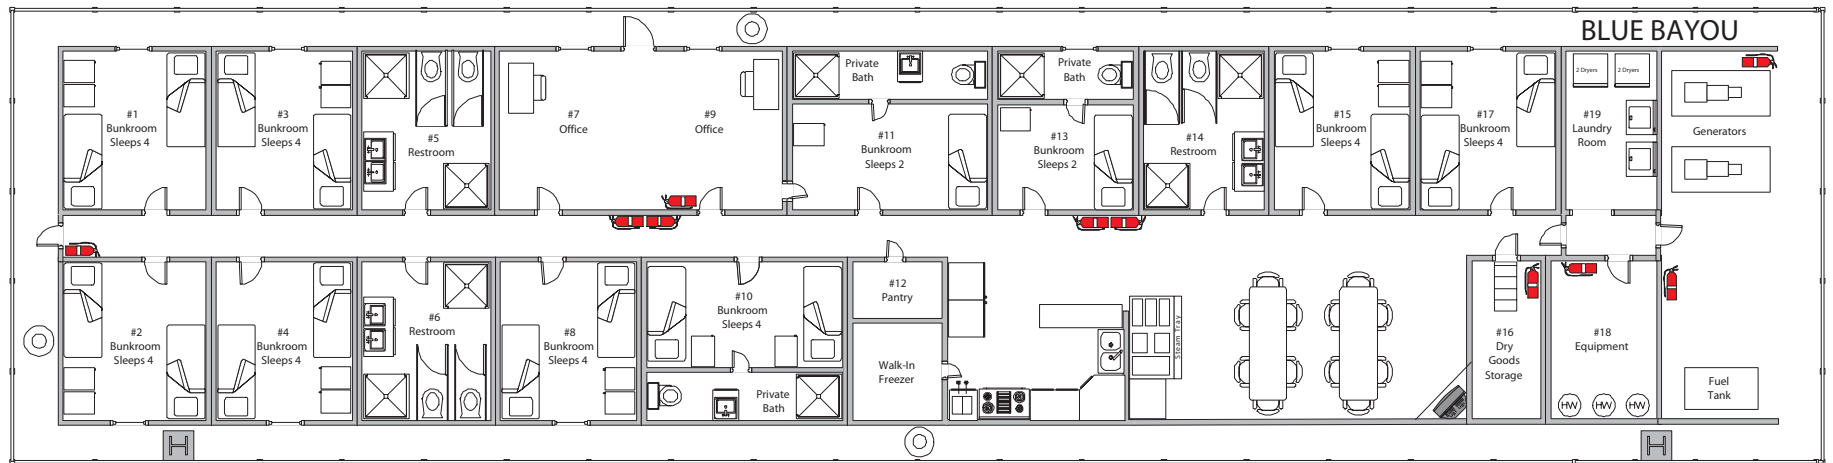 BLUE BAYOU
#1
Bunkroom
Sleeps 4
#3
Bunkroom
Sleeps 4
#5
Restroom
#7
Office
#9
Office
Private
Bath
#11
Bunkroom
Sleeps 2
Private
Bath
#13
Bunkroom
Sleeps 2
#14
Restroom
#15
Bunkroom
Sleeps 4
#17
Bunkroom
Sleeps 4
2 Dryers
2 Dryers
#19
Laundry
Room
Generators
#2
Bunkroom
Sleeps 4
#4
Bunkroom
Sleeps 4
#6
Restroom
#8
Bunkroom
Sleeps 4
#10
Bunkroom
Sleeps 4
Private
Bath
#12
Pantry
Walk-In
Freezer
Steam Tray
#16
Dry
Goods
Storage
#18
Equipment
HW
HW
HW
Fuel
Tank
H
H